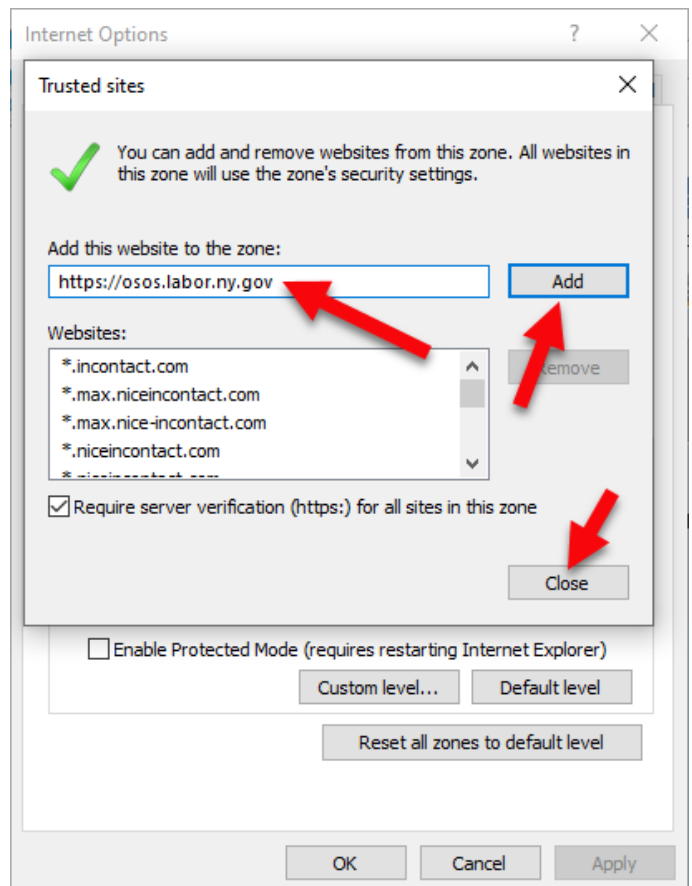 Internet Options
?
Trusted sites
You can add and remove websites from this zone. All websites in
this zone will use the zone's security settings.
Add this website to the zone:
https://osos.labor.ny.gov
Add
Websites:
*.incontact.com
*.max.niceincontact.com
*.max.nice-incontact.com
*.niceincontact.com
Require server verification (https:) for all sites in this zone
Close
Enable Protected Mode (requires restarting Internet Explorer)
Custom level...
Default level
Reset all zones to default level
OK
Cancel
Apply